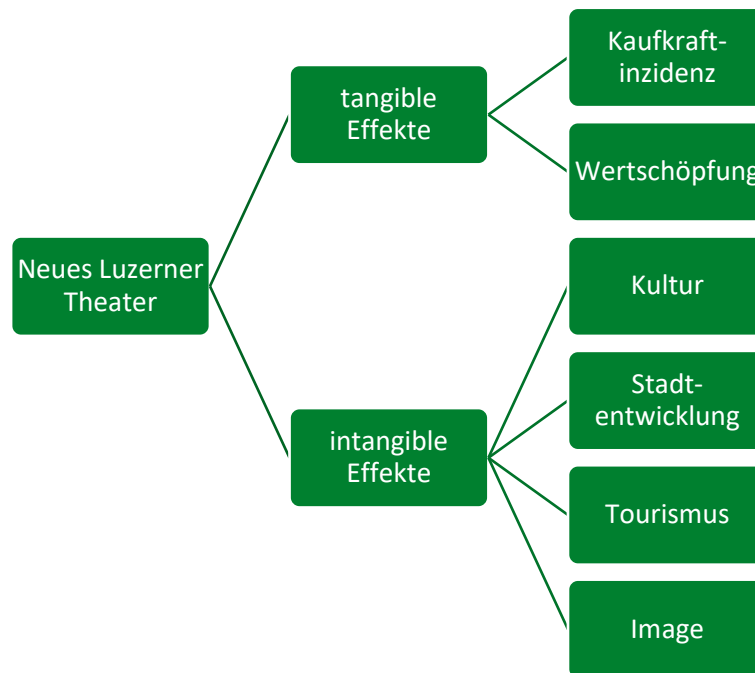 Kaufkraft-
inzidenz
tangible
Effekte
Wertschöpfung
Neues Luzerner
Theater
Kultur
Stadt-
entwicklung
intangible
Effekte
Tourismus
Image